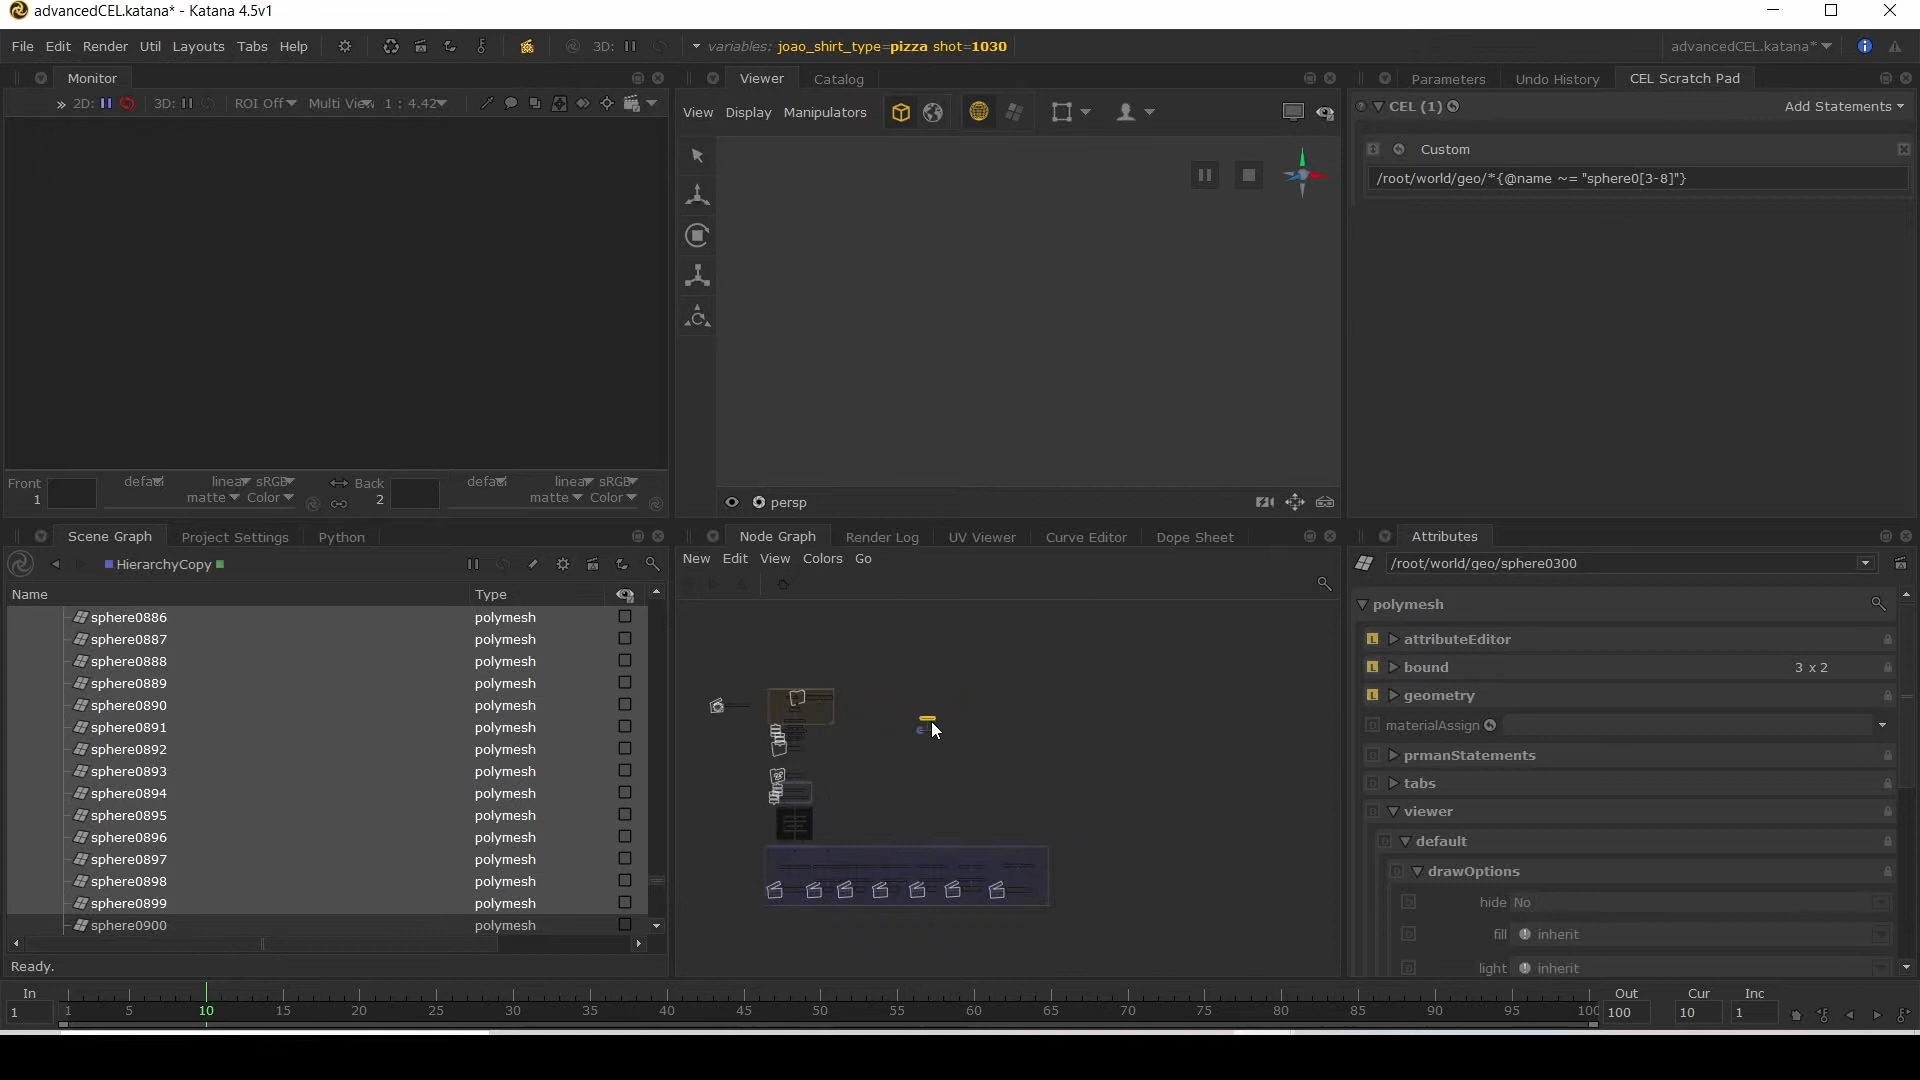 advancedCEL.katana* - Katana 4.5v1
File Edit Render Util Layouts Tabs Help 3D: variables: joao_shirt_type=pizza shot=1030 advancedCEL.katana*
Monitor
2D: 3D: ROI Off Multi View 1 : 4.42
Front
1
linear sRGB
matte Color
Back
2
linear sRGB
matte Color
Viewer Catalog
View Display Manipulators
persp
Parameters Undo History CEL Scratch Pad
CEL (1) Add Statements
Custom
/root/world/geo/*{@name ~= "sphere0[3-8]"}
Scene Graph Project Settings Python
HierarchyCopy
Name Type
sphere0886 polymesh
sphere0887 polymesh
sphere0888 polymesh
sphere0889 polymesh
sphere0890 polymesh
sphere0891 polymesh
sphere0892 polymesh
sphere0893 polymesh
sphere0894 polymesh
sphere0895 polymesh
sphere0896 polymesh
sphere0897 polymesh
sphere0898 polymesh
sphere0899 polymesh
sphere0900 polymesh
Ready.
Node Graph Render Log UV Viewer Curve Editor Dope Sheet
New Edit View Colors Go
Attributes
/root/world/geo/sphere0300
polymesh
L attributeEditor
L bound 3 x 2
L geometry
D materialAssign
D prmanStatements
D tabs
D viewer
D default
D drawOptions
D hide No
D fill inherit
D light inherit
In Out Cur Inc
1 1 5 10 15 20 25 30 35 40 45 50 55 60 65 70 75 80 85 90 95 100 100 10 1